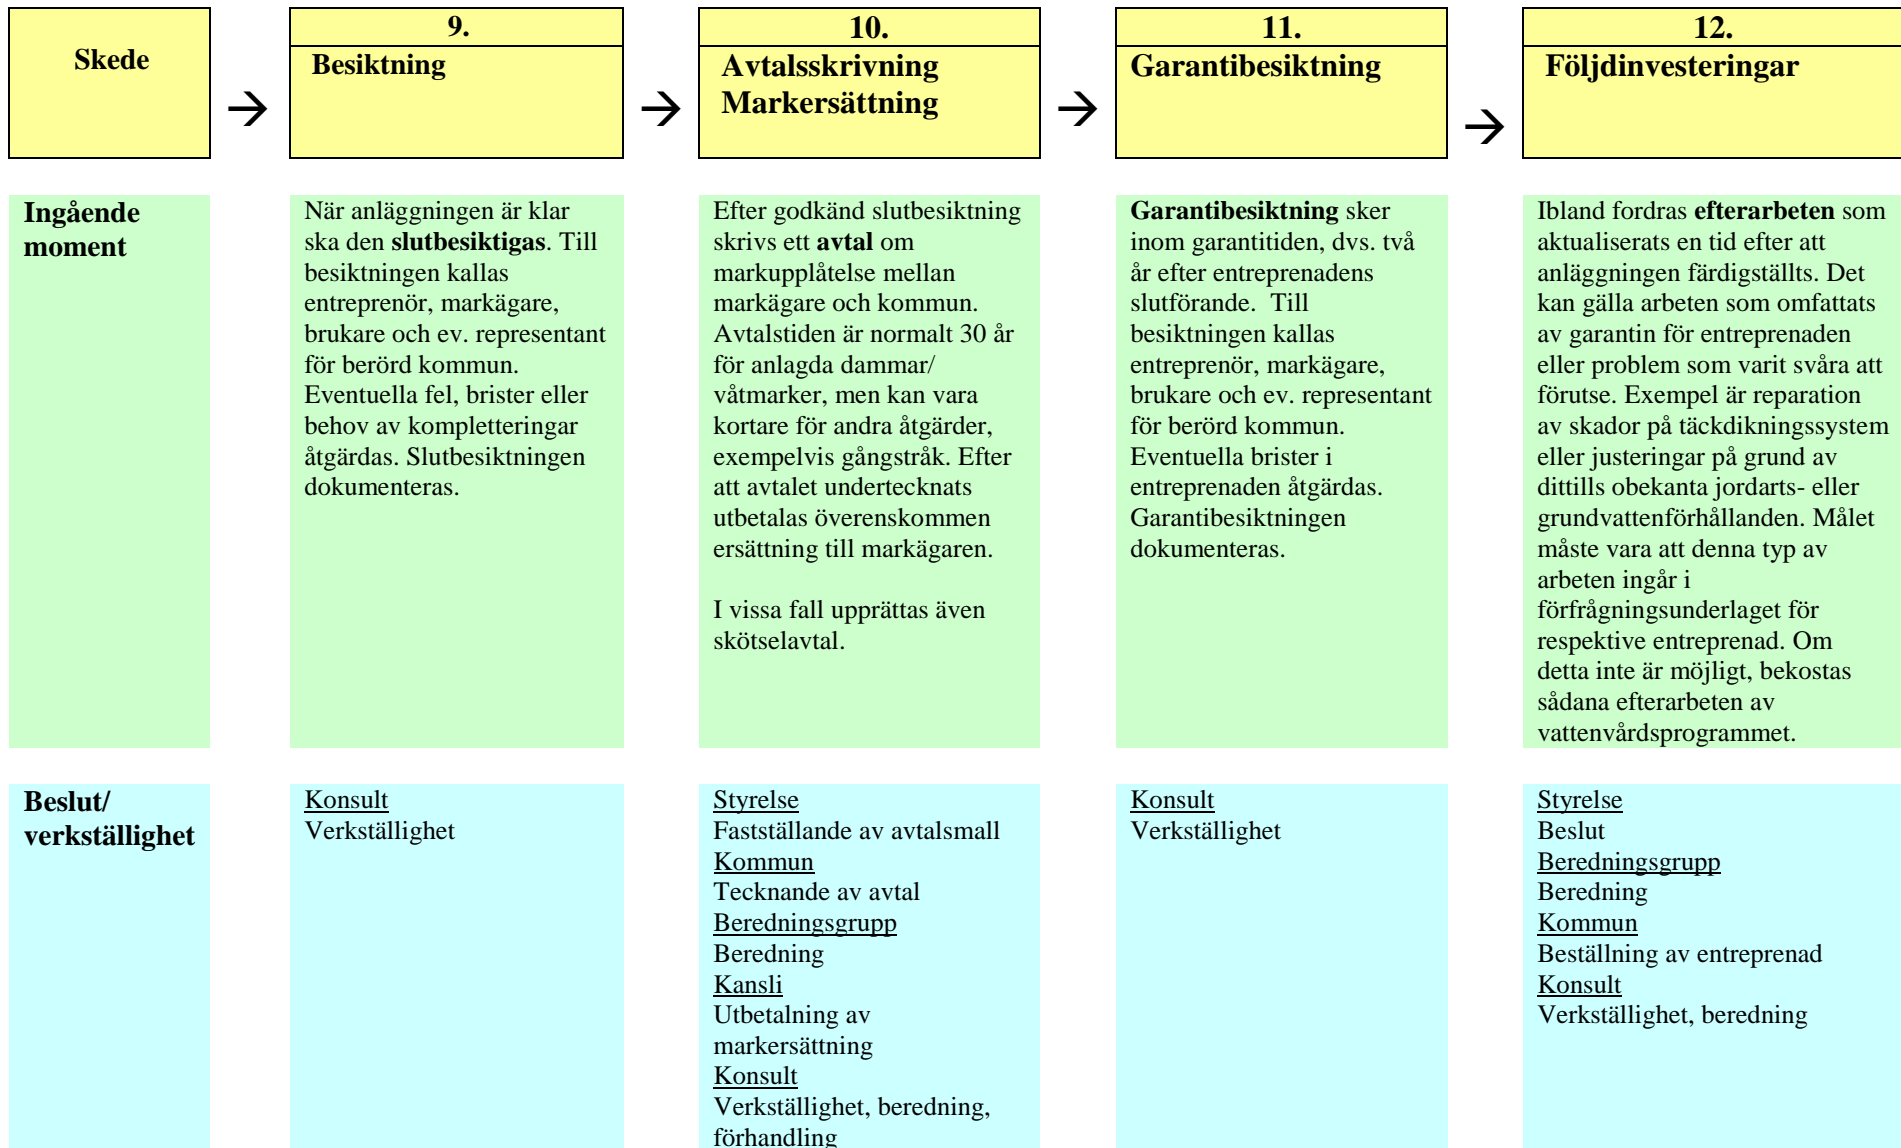 Skede
→
9.
Besiktning
→
10.
Avtalsskrivning
Markersättning
→
11.
Garantibesiktning
→
12.
Följdinvesteringar
Ingående
moment
När anläggningen är klar
ska den slutbesiktigas. Till
besiktningen kallas
entreprenör, markägare,
brukare och ev. representant
för berörd kommun.
Eventuella fel, brister eller
behov av kompletteringar
åtgärdas. Slutbesiktningen
dokumenteras.
Efter godkänd slutbesiktning
skrivs ett avtal om
markupplåtelse mellan
markägare och kommun.
Avtalstiden är normalt 30 år
för anlagda dammar/
våtmarker, men kan vara
kortare för andra åtgärder,
exempelvis gångstråk. Efter
att avtalet undertecknats
utbetalas överenskommen
ersättning till markägaren.
I vissa fall upprättas även
skötselavtal.
Garantibesiktning sker
inom garantitiden, dvs. två
år efter entreprenadens
slutförande. Till
besiktningen kallas
entreprenör, markägare,
brukare och ev. representant
för berörd kommun.
Eventuella brister i
entreprenaden åtgärdas.
Garantibesiktningen
dokumenteras.
Ibland fordras efterarbeten som
aktualiserats en tid efter att
anläggningen färdigställts. Det
kan gälla arbeten som omfattats
av garantin för entreprenaden
eller problem som varit svåra att
förutse. Exempel är reparation
av skador på täckdikningssystem
eller justeringar på grund av
dittills obekanta jordarts- eller
grundvattenförhållanden. Målet
måste vara att denna typ av
arbeten ingår i
förfrågningsunderlaget för
respektive entreprenad. Om
detta inte är möjligt, bekostas
sådana efterarbeten av
vattenvårdsprogrammet.
Beslut/
verkställighet
Konsult
Verkställighet
Styrelse
Fastställande av avtalsmall
Kommun
Tecknande av avtal
Beredningsgrupp
Beredning
Kansli
Utbetalning av
markersättning
Konsult
Verkställighet, beredning,
förhandling
Konsult
Verkställighet
Styrelse
Beslut
Beredningsgrupp
Beredning
Kommun
Beställning av entreprenad
Konsult
Verkställighet, beredning